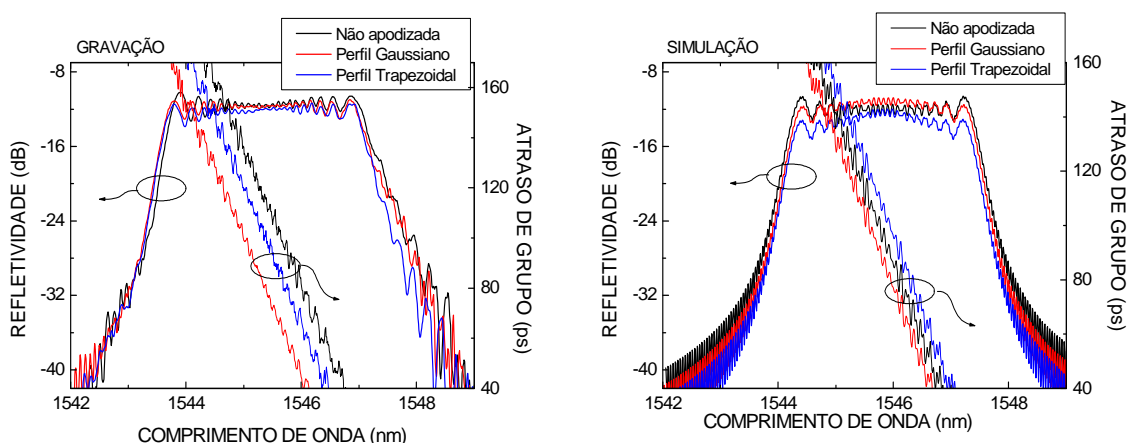 GRAVAÇÃO
Não apodizada
Perfil Gaussiano
Perfil Trapezoidal
REFLETIVIDADE (dB)
-8
-16
-24
-32
-40
ATRASO DE GRUPO (ps)
160
120
80
40
1542
1544
1546
1548
COMPRIMENTO DE ONDA (nm)
SIMULAÇÃO
Não apodizada
Perfil Gaussiano
Perfil Trapezoidal
REFLETIVIDADE (dB)
-8
-16
-24
-32
-40
ATRASO DE GRUPO (ps)
160
120
80
40
1542
1544
1546
1548
COMPRIMENTO DE ONDA (nm)